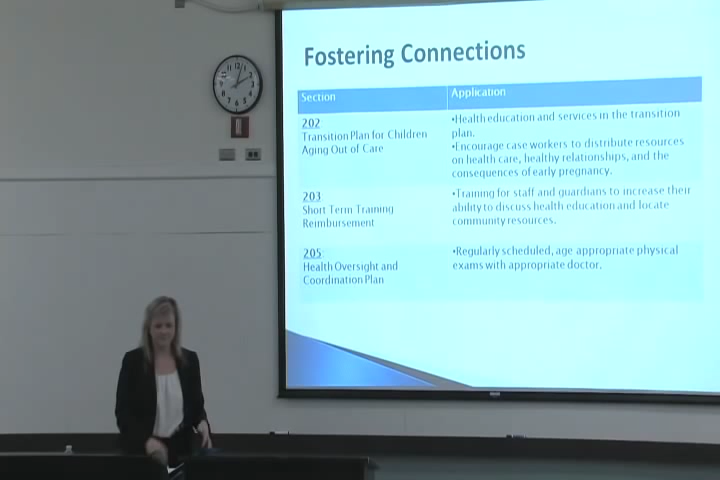 Fostering Connections
Section
Application
202
Transition Plan for Children
Aging Out of Care
•Health education and services in the transition
plan.
•Encourage case workers to distribute resources
on health care, healthy relationships, and the
consequences of early pregnancy.
203
Short Term Training
Reimbursement
•Training for staff and guardians to increase their
ability to discuss health education and locate
community resources.
205
Health Oversight and
Coordination Plan
•Regularly scheduled, age appropriate physical
exams with appropriate doctor.